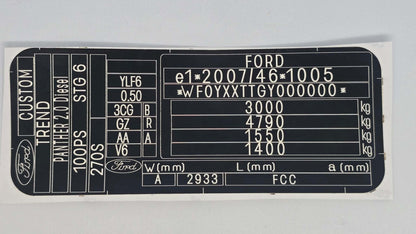 CUSTOM
TREND
PANTHER 2.0 Diesel
STG 6
100PS
270S
Ford
YLF6
0.50
3CG B
GZ R
AA A
V6
Ford
FORD
e1*2007/46*1005
*WF0YXXTTGY000000*
3000 kg
4790 kg
1550 kg
1400 kg
W(mm) L(mm) a(mm)
A 2933 FCC